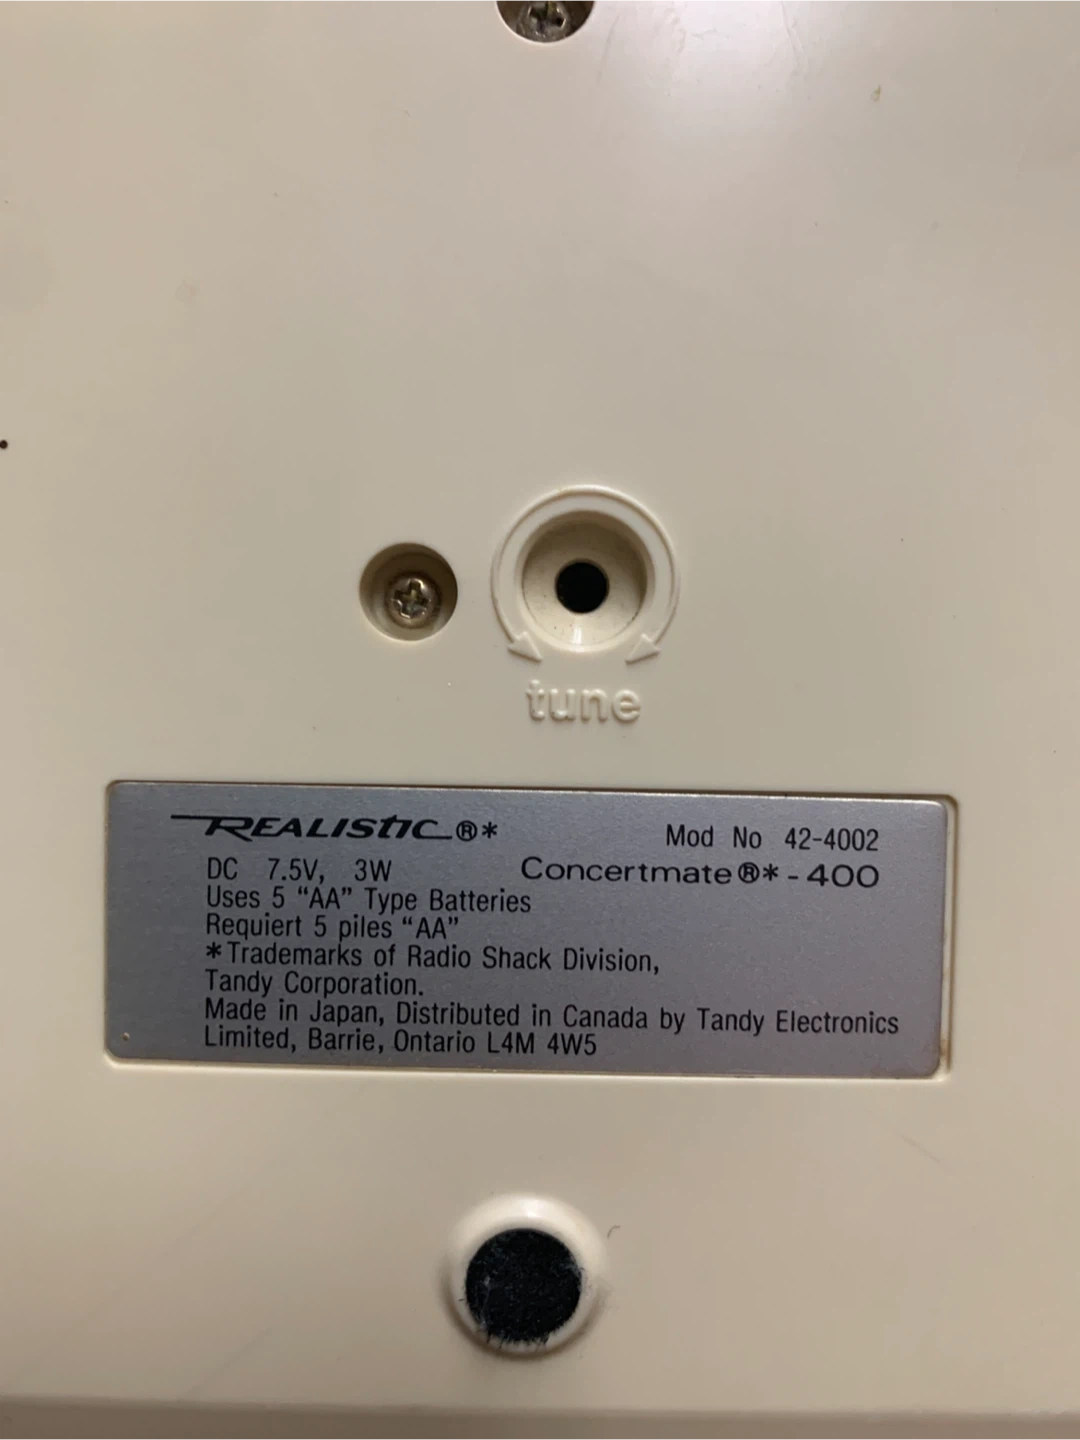 tune
REALISTIC®*
Mod No 42-4002
DC 7.5V, 3W
Concertmate®*-400
Uses 5 “AA” Type Batteries
Requiert 5 piles “AA”
*Trademarks of Radio Shack Division,
Tandy Corporation.
Made in Japan, Distributed in Canada by Tandy Electronics
Limited, Barrie, Ontario L4M 4W5